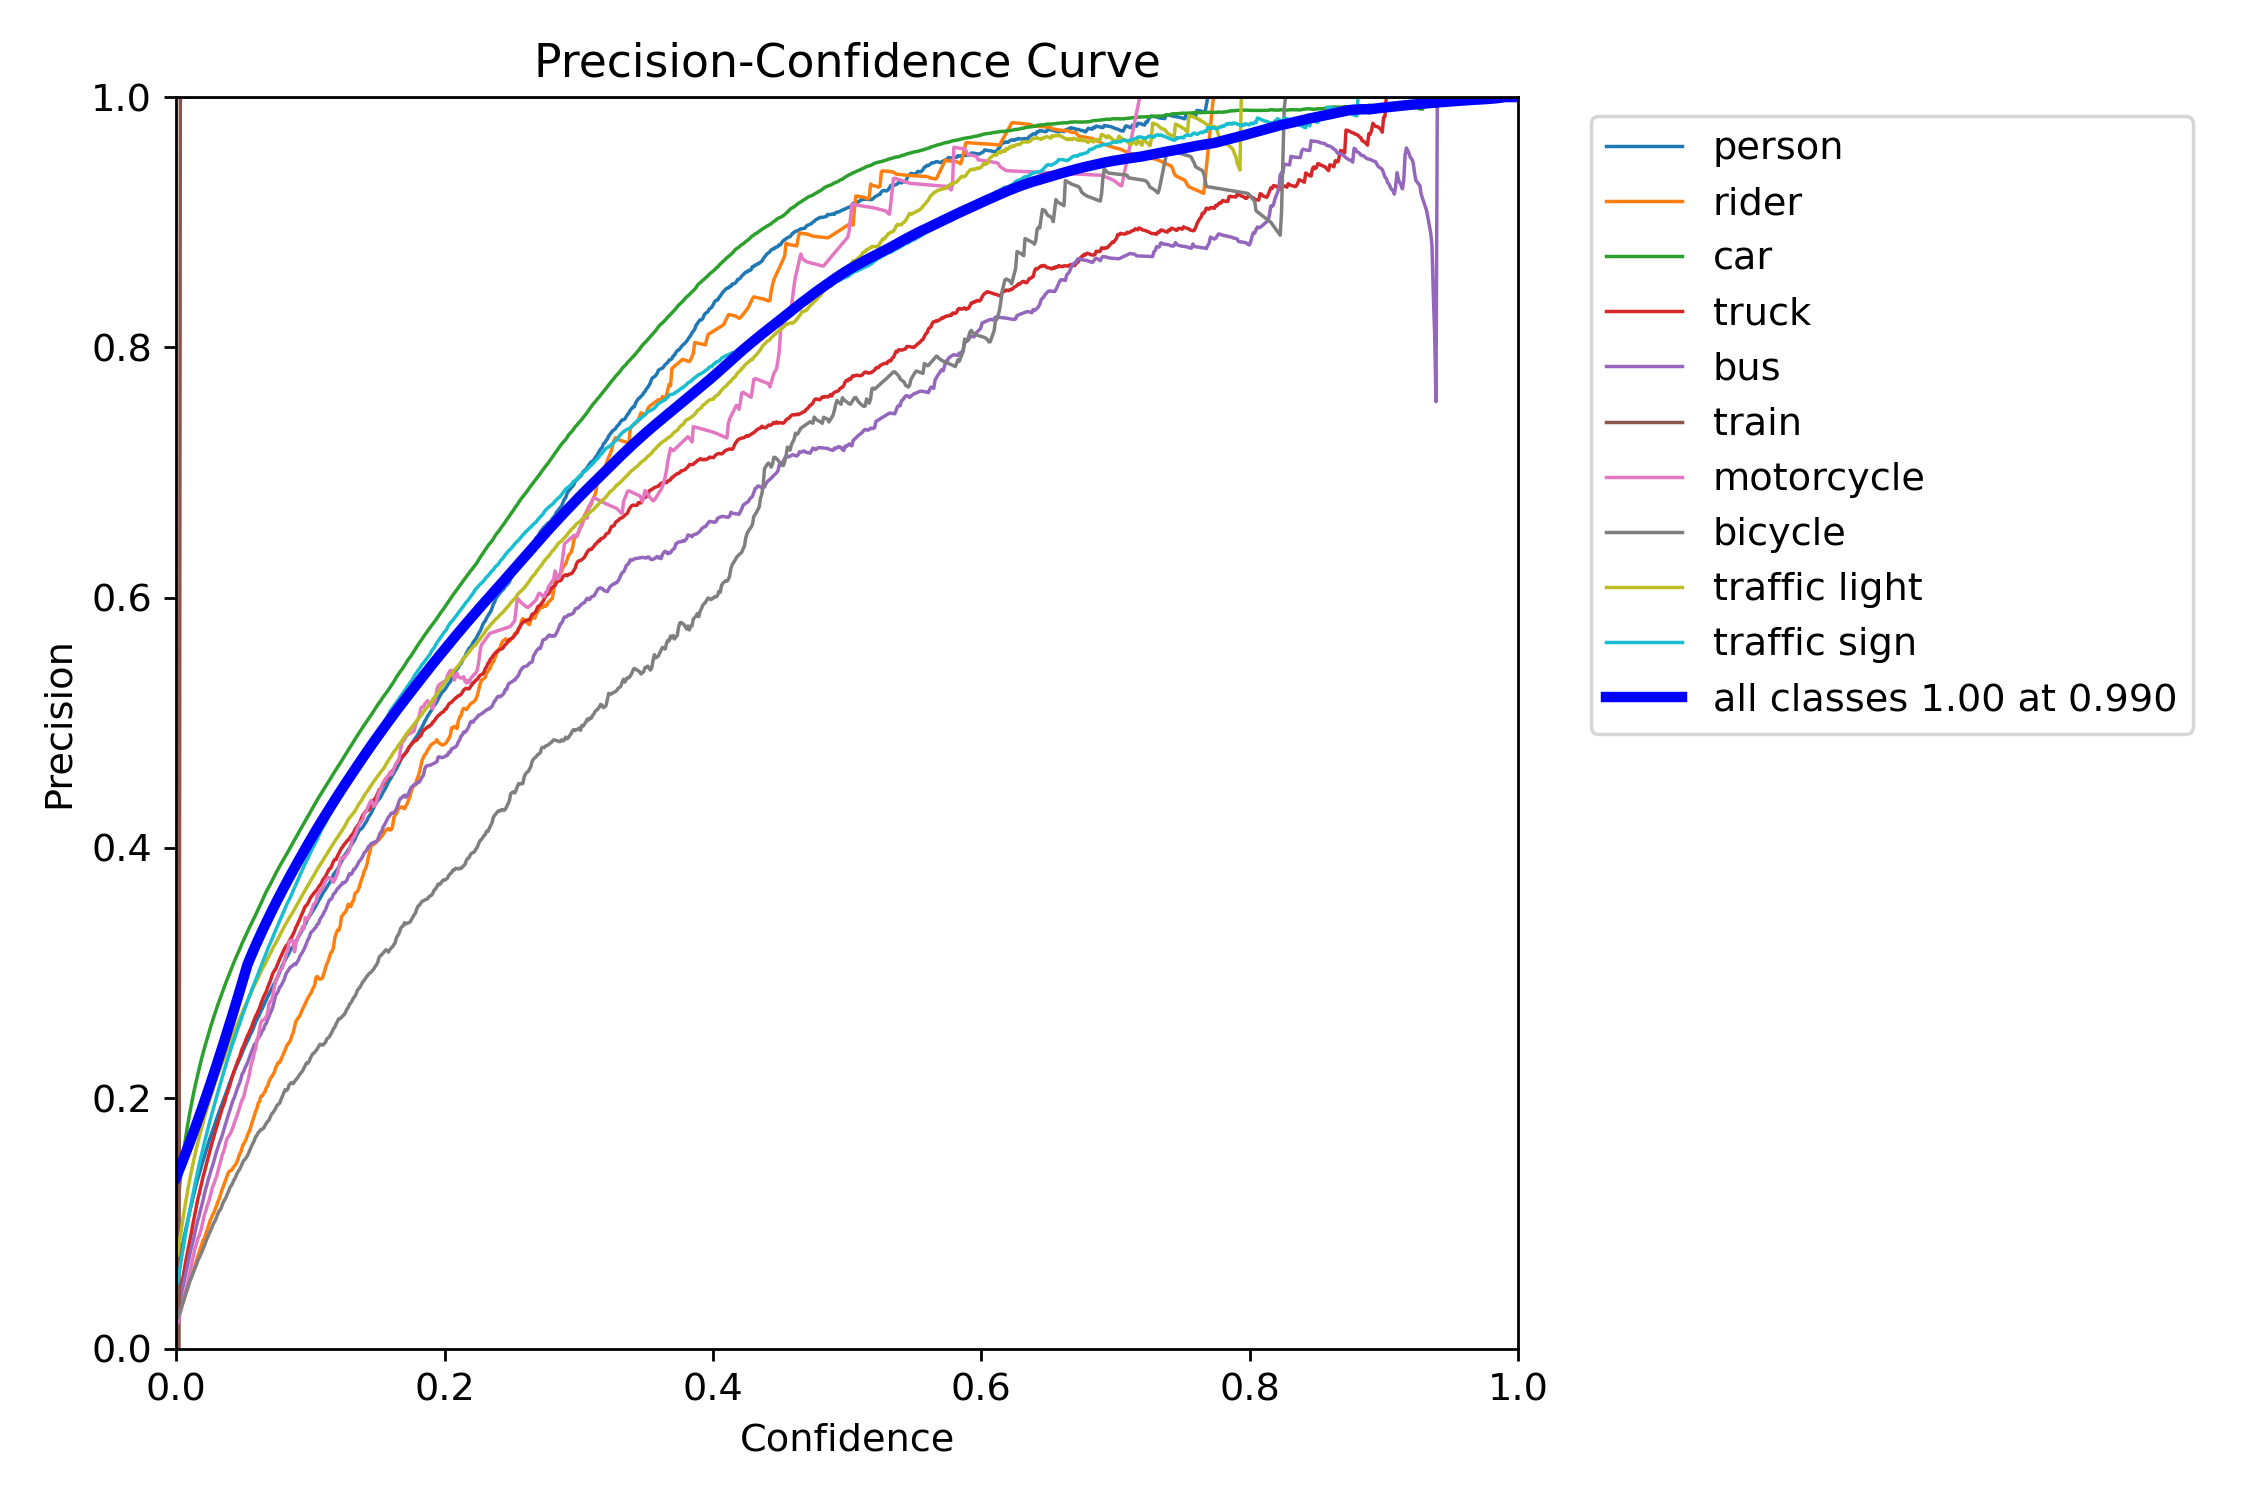 Precision-Confidence Curve
1.0
0.8
0.6
0.4
0.2
0.0
Precision
0.0 0.2 0.4 0.6 0.8 1.0
Confidence
person
rider
car
truck
bus
train
motorcycle
bicycle
traffic light
traffic sign
all classes 1.00 at 0.990